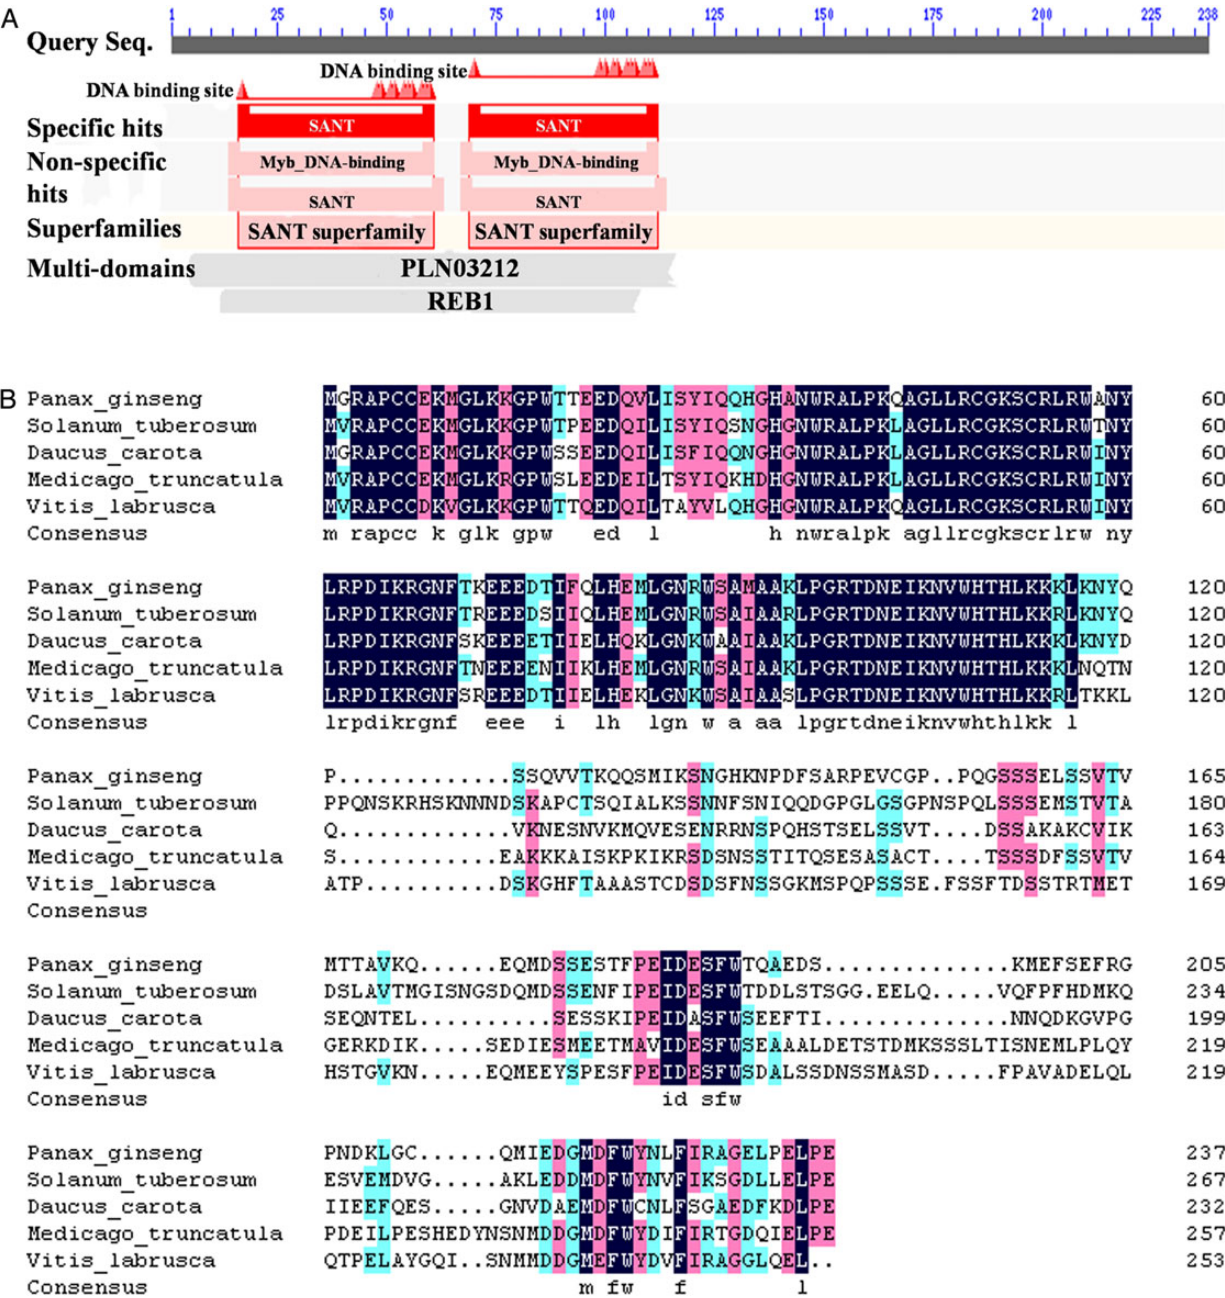 A
1 25 50 75 100 125 150 175 200 225 238
Query Seq.
DNA binding site
DNA binding site
Specific hits SANT SANT
Non-specific hits Myb_DNA-binding Myb_DNA-binding
SANT SANT
Superfamilies SANT superfamily SANT superfamily
Multi-domains PLN03212
REB1
B
Panax_ginseng MGRAPCCEKMGLKKGPWTTEEDQVLISYIQQHGHANWRALPKQAGLLRCGKSCRLRWANY 60
Solanum_tuberosum MVRAPCCEKMGLKKGPWTPEEDQILISYIQSNGHGNWRALPKLAGLLRCGKSCRLRWTNY 60
Daucus_carota MGRAPCCEKMGLKKGPWSSEEDQILISFIQQNGHGNWRALPKQAGLLRCGKSCRLRWINY 60
Medicago_truncatula MVRAPCCEKMGLKRGPWSLEEDEILTSYIQKHDHGNWRALPKLAGLLRCGKSCRLRWINY 60
Vitis_labrusca MVRAPCCDKVGLKKGPWTTQEDQILTAYVLQHGHGNWRALPKQAGLLRCGKSCRLRWINY 60
Consensus m rapcc k glk gpw ed l h nwralpk agllrcgkscrlrw ny
Panax_ginseng LRPDIKRGNFTKEEEDTIFQLHEMLGNRWSAMAAKLPGRTDNEIKNVWHTHLKKKLKNYQ 120
Solanum_tuberosum LRPDIKRGNFTREEEDSIIQLHEMLGNRWSAIAARLPGRTDNEIKNVWHTHLKKRLKNYQ 120
Daucus_carota LRPDIKRGNFSKEEEETIIELHQKLGNKWAAIAAKLPGRTDNEIKNVWHTHLKKRLKNYD 120
Medicago_truncatula LRPDIKRGNFTNEEEENIIKLHEMLGNRWSAIAAKLPGRTDNEIKNVWHTHLKKRLNQTN 120
Vitis_labrusca LRPDIKRGNFSREEEDTIIELHEKLGNKWSAIAASLPGRTDNEIKNVWHTHLKKRLTKKL 120
Consensus lrpdikrgnf eee i lh lgn w a aa lpgrtdneiknvwhthlkk l
Panax_ginseng P.............SSQVVTKQQSMIKSNGHKNPDFSARPEVCGP..PQGSSSELSSVTV 165
Solanum_tuberosum PPQNSKRHSKNNNDSKAPCTSQIALKSSNNFSNIQQDGPGLGSGPNSPQLSSSEMSTVTA 180
Daucus_carota Q.............VKNESNVKMQVESENRRNSPQHSTSELSSVT....DSSAKAKCVIK 163
Medicago_truncatula S............EAKKKAISKPKIKRSDSNSSTITQSESASACT....TSSSDFSSVTV 164
Vitis_labrusca ATP..........DSKGHFTAAASTCDSDSFNSSGKMSPQPSSSE.FSSFTDSSTRTMET 169
Consensus
Panax_ginseng MTTAVKQ......EQMDSSESTFPEIDESFWTQAEDS..............KMEFSEFRG 205
Solanum_tuberosum DSLAVTMGISNGSDQMDSSENFIPEIDESFWTDDLSTSGG.EELQ.....VQFPFHDMKQ 234
Daucus_carota SEQNTEL..........SESSKIPEIDASFWSEEFTI..............NNQDKGVPG 199
Medicago_truncatula GERKDIK.....SEDIESMEETMAVIDESFWSEAAALDETSTDMKSSSLTISNEMLPLQY 219
Vitis_labrusca HSTGVKN.....EQMEEYSPESFPEIDESFWSDALSSDNSSMASD.....FPAVADELQL 219
Consensus id sfw
Panax_ginseng PNDKLGC......QMIEDGMDFWYNLFIRAGELPELPE 237
Solanum_tuberosum ESVEMDVG.....AKLEDDMDFWYNVFIKSGDLLELPE 267
Daucus_carota IIEEFQES.....GNVDAEMDFWCNLFSGAEDFKDLPE 232
Medicago_truncatula PDEILPESHEDYNSNMDDGMDFWYDIFIRTGDQIELPE 257
Vitis_labrusca QTPELAYGQI..SNMMDDGMEFWYDVFIRAGGLQEL.. 253
Consensus m fw f l